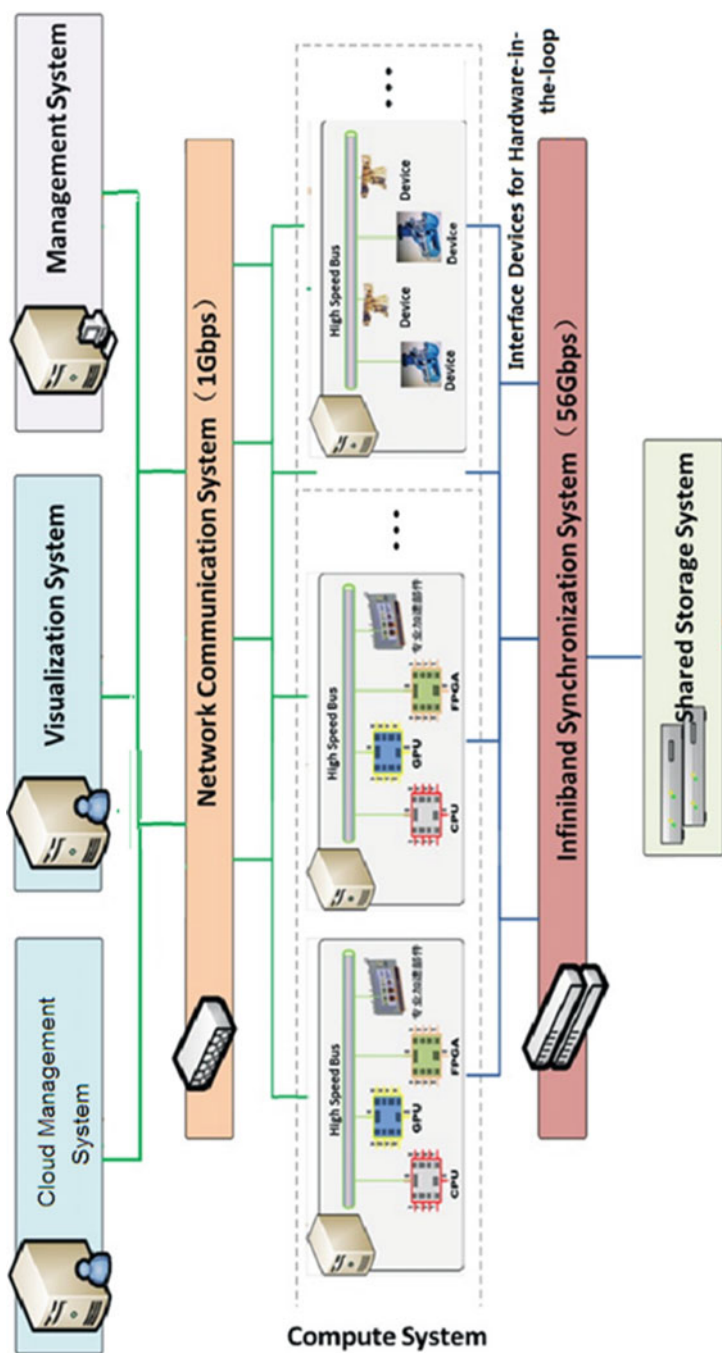 Cloud Management
System
Visualization System
Management System
Network Communication System（1Gbps）
High Speed Bus
CPU
GPU
FPGA
专业加速部件
High Speed Bus
CPU
GPU
FPGA
专业加速部件
...
High Speed Bus
Device
Device
Device
Device
...
Compute System
Interface Devices for Hardware-in-
the-loop
Infiniband Synchronization System（56Gbps）
Shared Storage System